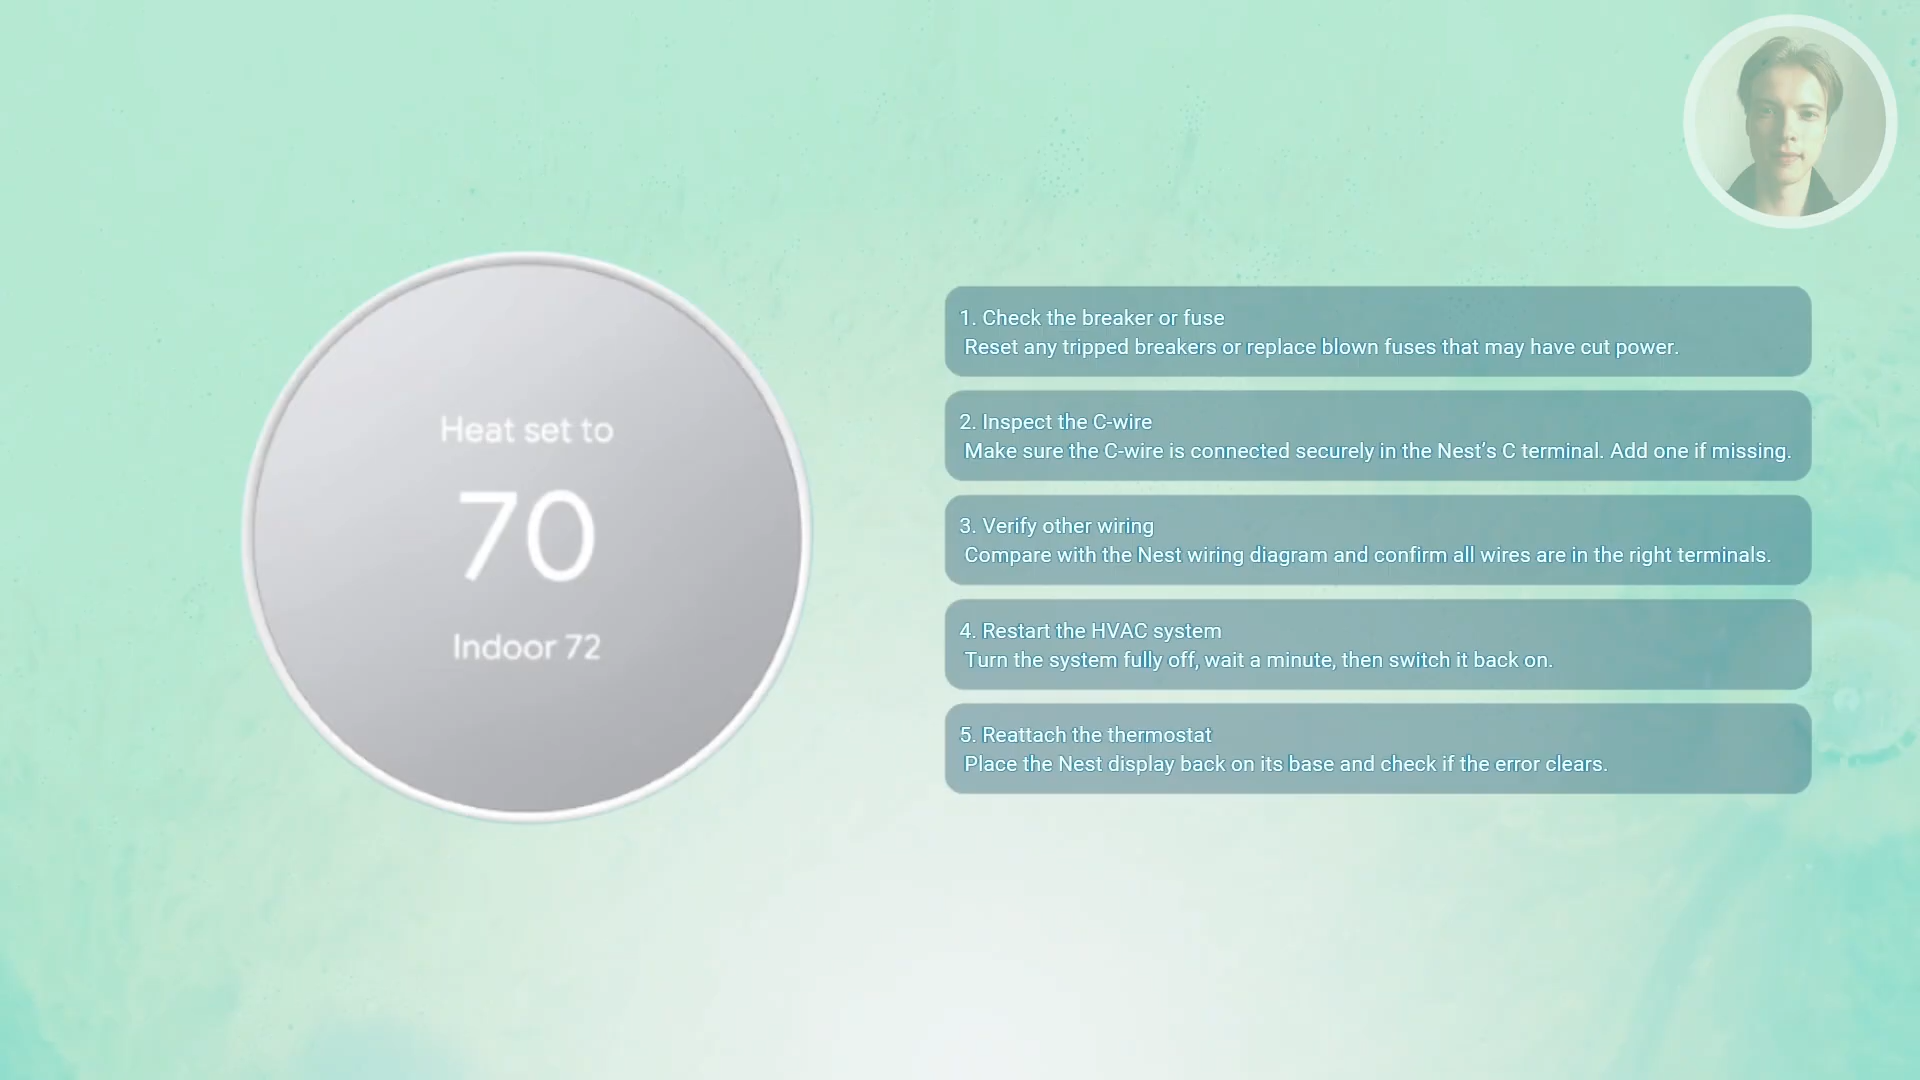 Heat set to
70
Indoor 72
1. Check the breaker or fuse
Reset any tripped breakers or replace blown fuses that may have cut power.
2. Inspect the C-wire
Make sure the C-wire is connected securely in the Nest’s C terminal. Add one if missing.
3. Verify other wiring
Compare with the Nest wiring diagram and confirm all wires are in the right terminals.
4. Restart the HVAC system
Turn the system fully off, wait a minute, then switch it back on.
5. Reattach the thermostat
Place the Nest display back on its base and check if the error clears.